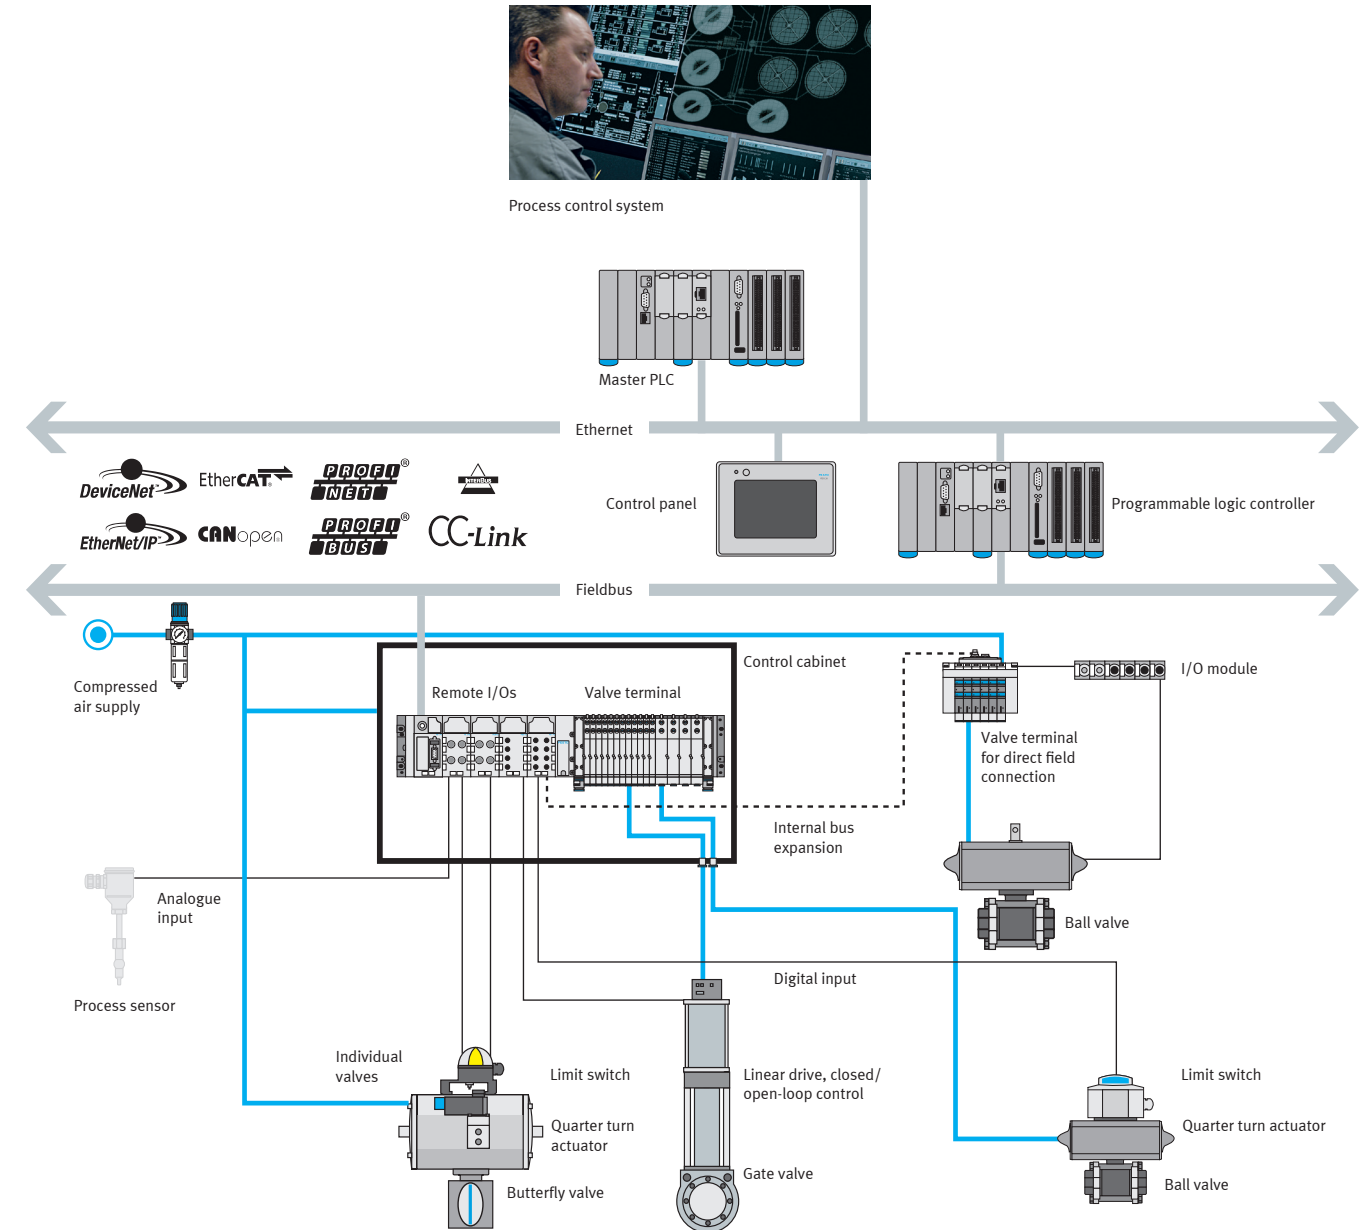 Process control system
Master PLC
Ethernet
DeviceNet™
EtherCAT®
PROFI®
NET
INTERBUS
EtherNet/IP™
CANopen
PROFI®
BUS
CC-Link
Control panel
Programmable logic controller
Fieldbus
Compressed
air supply
Control cabinet
Remote I/Os
Valve terminal
I/O module
Valve terminal
for direct field
connection
Internal bus
expansion
Analogue
input
Process sensor
Ball valve
Digital input
Individual
valves
Limit switch
Quarter turn
actuator
Butterfly valve
Linear drive, closed/
open-loop control
Gate valve
Limit switch
Quarter turn actuator
Ball valve